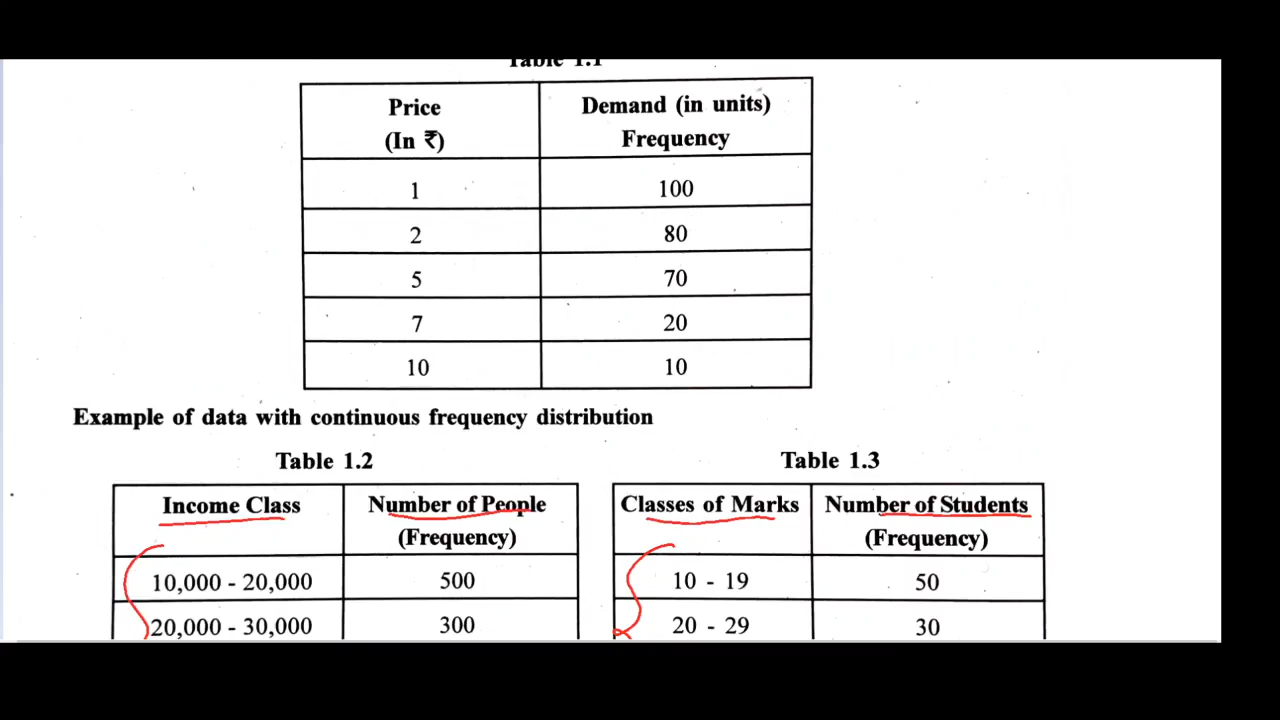 Table 1.1
Price Demand (in units)
(In ₹) Frequency
1 100
2 80
5 70
7 20
10 10
Example of data with continuous frequency distribution
Table 1.2 Table 1.3
Income Class Number of People Classes of Marks Number of Students
(Frequency) (Frequency)
10,000 - 20,000 500 10 - 19 50
20,000 - 30,000 300 20 - 29 30